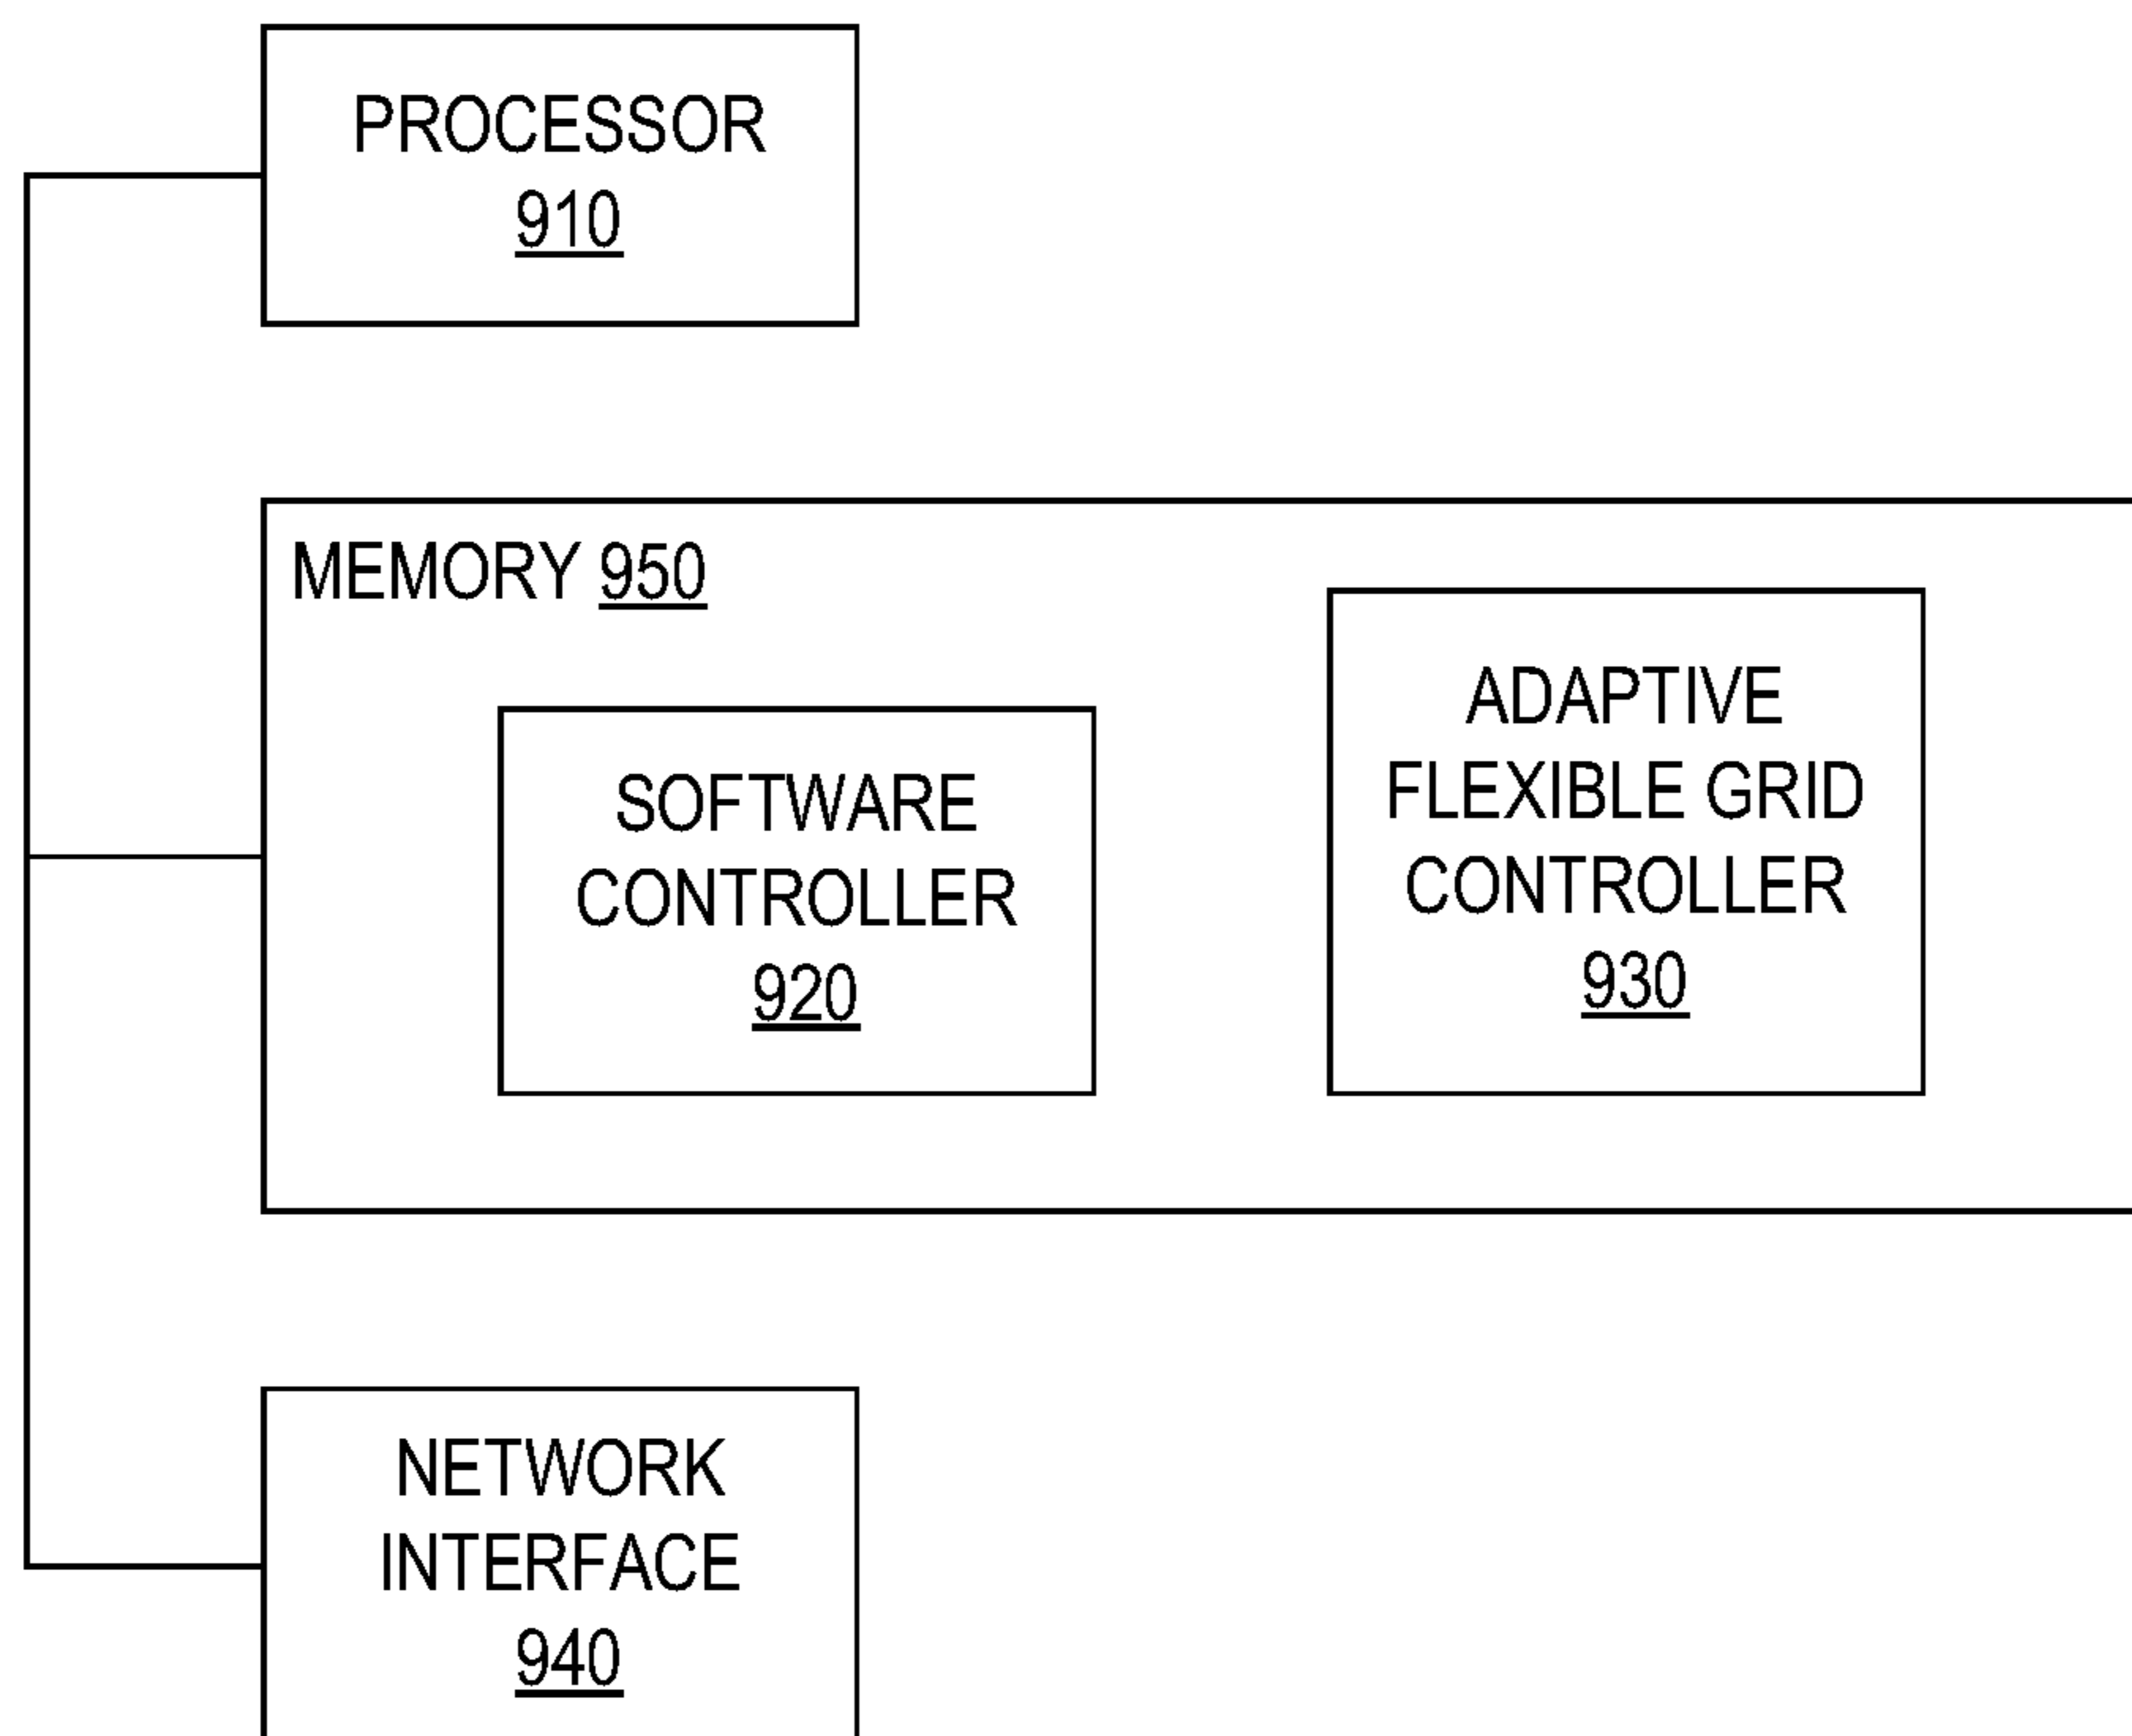 PROCESSOR
910
MEMORY 950
SOFTWARE
CONTROLLER
920
ADAPTIVE
FLEXIBLE GRID
CONTROLLER
930
NETWORK
INTERFACE
940